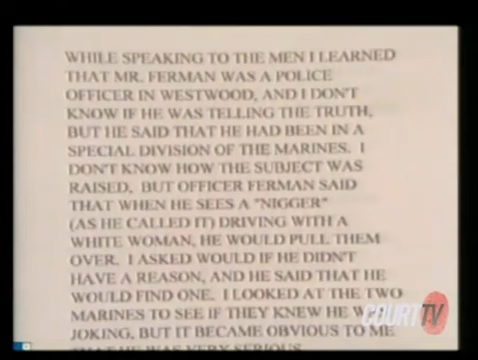 WHILE SPEAKING TO THE MEN I LEARNED
THAT MR. FERMAN WAS A POLICE
OFFICER IN WESTWOOD, AND I DON'T
KNOW IF HE WAS TELLING THE TRUTH,
BUT HE SAID THAT HE HAD BEEN IN A
SPECIAL DIVISION OF THE MARINES. I
DON'T KNOW HOW THE SUBJECT WAS
RAISED, BUT OFFICER FERMAN SAID
THAT WHEN HE SEES A "NIGGER"
(AS HE CALLED IT) DRIVING WITH A
WHITE WOMAN, HE WOULD PULL THEM
OVER. I ASKED WOULD IF HE DIDN'T
HAVE A REASON, AND HE SAID THAT HE
WOULD FIND ONE. I LOOKED AT THE TWO
MARINES TO SEE IF THEY KNEW HE
JOKING, BUT IT BECAME OBVIOUS TO ME
THAT HE WAS VERY SERIOUS
COURT TV